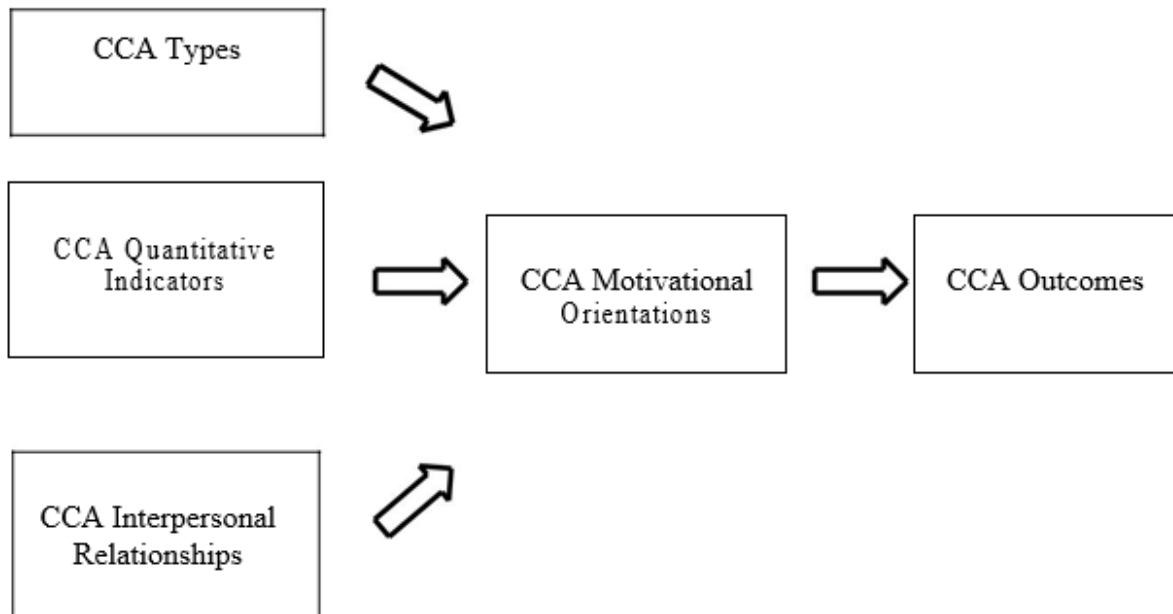 CCA Types
CCA Quantitative
Indicators
CCA Motivational
Orientations
CCA Outcomes
CCA Interpersonal
Relationships